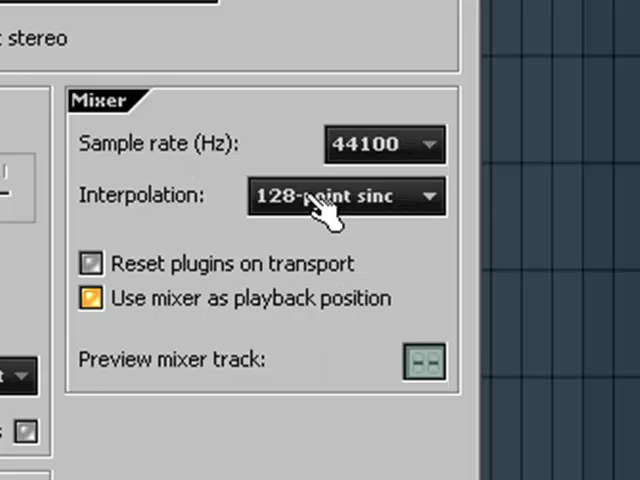 stereo
Mixer
Sample rate (Hz): 44100
Interpolation: 128-point sinc
Reset plugins on transport
Use mixer as playback position
Preview mixer track: --